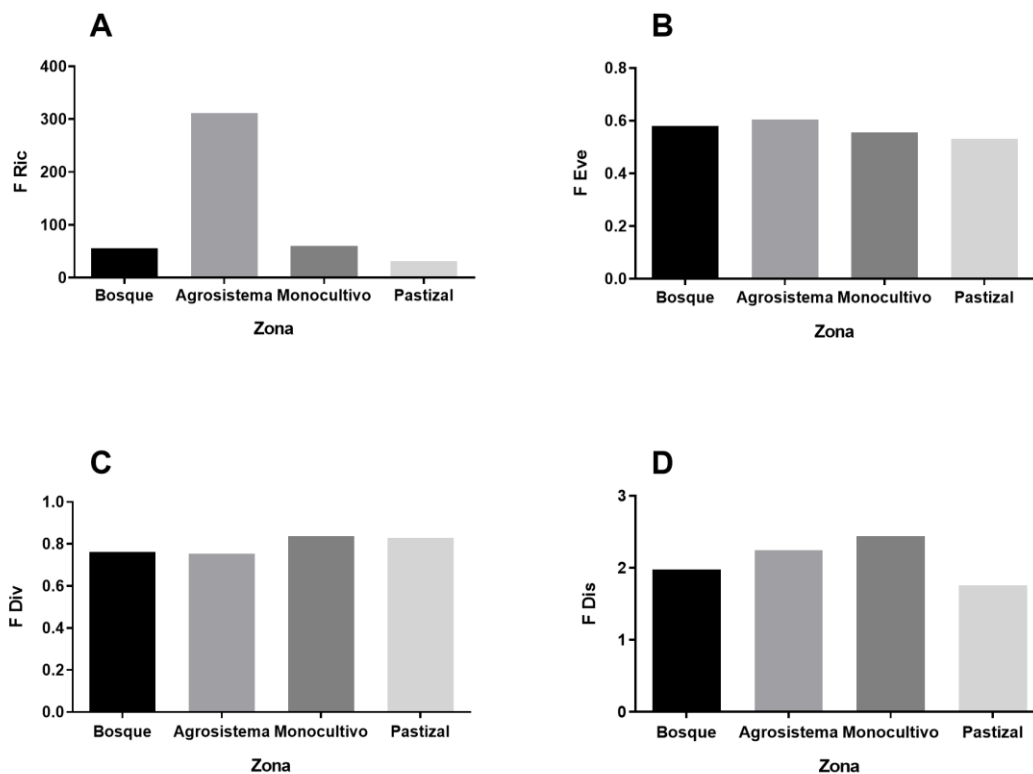 A
F Ric
400
300
200
100
0
Bosque Agrosistema Monocultivo Pastizal
Zona
B
F Eve
0.8
0.6
0.4
0.2
0.0
Bosque Agrosistema Monocultivo Pastizal
Zona
C
F Div
1.0
0.8
0.6
0.4
0.2
0.0
Bosque Agrosistema Monocultivo Pastizal
Zona
D
F Dis
3
2
1
0
Bosque Agrosistema Monocultivo Pastizal
Zona